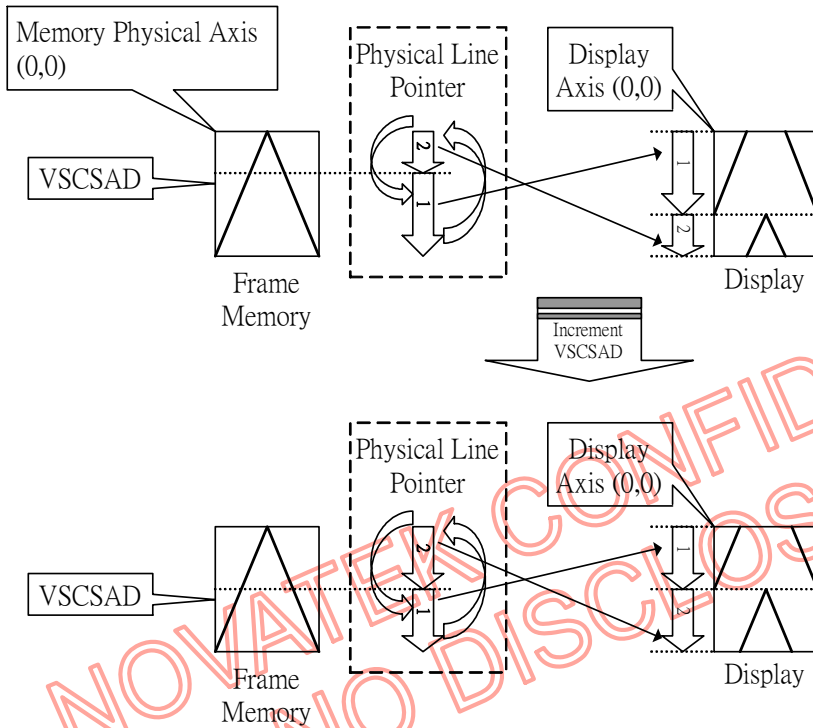 Memory Physical Axis
(0,0)
Physical Line
Pointer
Display
Axis (0,0)
VSCSAD
2
1
1
2
Frame
Memory
Display
Increment
VSCSAD
Physical Line
Pointer
Display
Axis (0,0)
VSCSAD
2
1
1
2
Frame
Memory
Display
NOVATEK CONFID
NO DISCLOS